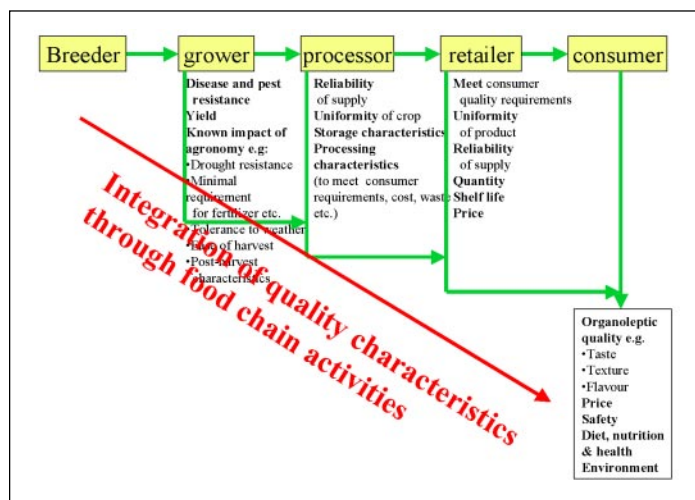 Breeder
grower
processor
retailer
consumer
Disease and pest
resistance
Yield
Known impact of
agronomy e.g:
•Drought resistance
•Minimal
requirement
for fertilizer etc.
•Tolerance to weather
•Ease of harvest
•Post-harvest
characteristics
Reliability
of supply
Uniformity of crop
Storage characteristics
Processing
characteristics
(to meet consumer
requirements, cost, waste
etc.)
Meet consumer
quality requirements
Uniformity
of product
Reliability
of supply
Quantity
Shelf life
Price
Integration of quality characteristics
through food chain activities
Organoleptic
quality e.g.
•Taste
•Texture
•Flavour
Price
Safety
Diet, nutrition
& health
Environment